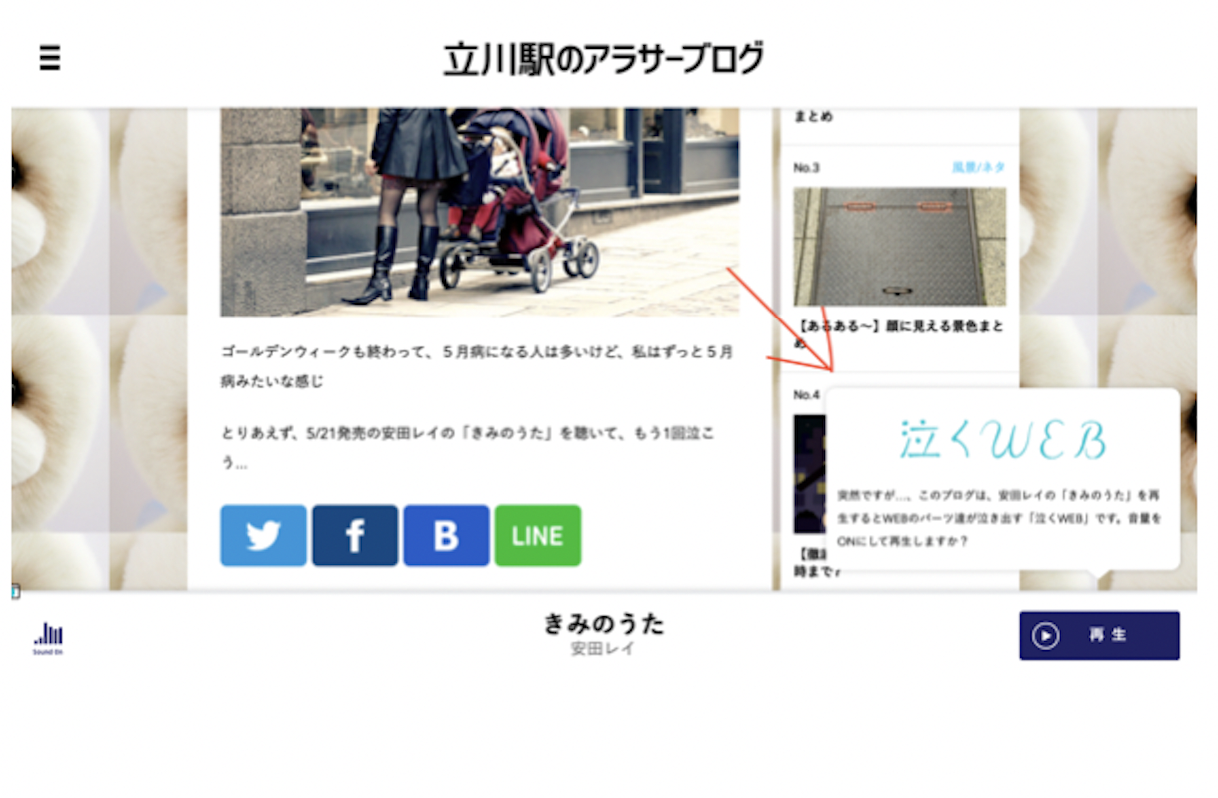 立川駅のアラサーブログ
ゴールデンウィークも終わって、５月病になる人は多いけど、私はずっと５月
病みたいな感じ
とりあえず、5/21発売の安田レイの「きみのうた」を聴いて、もう1回泣こ
う...
B
LINE
まとめ
No.3
風景/ネタ
【あるある〜】顔に見える景色まと
め
No.4
時まで
泣くWEB
突然ですが...、このブログは、安田レイの「きみのうた」を再
生するとWEBのパーツ達が泣き出す「泣くWEB」です。音量を
ONにして再生しますか？
Sound On
きみのうた
安田レイ
再生